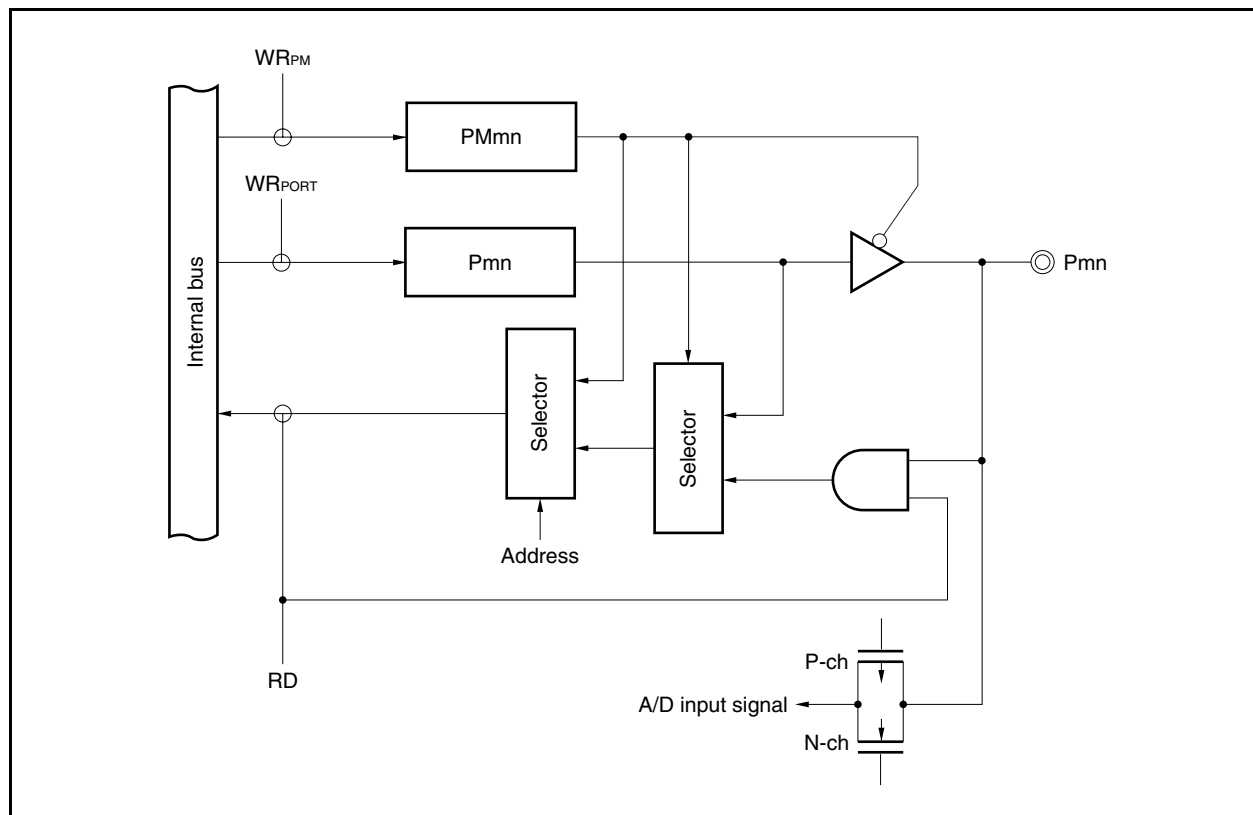 WRPM
PMmn
WRPORT
Pmn
Pmn
Internal bus
Selector
Selector
Address
RD
P-ch
A/D input signal
N-ch